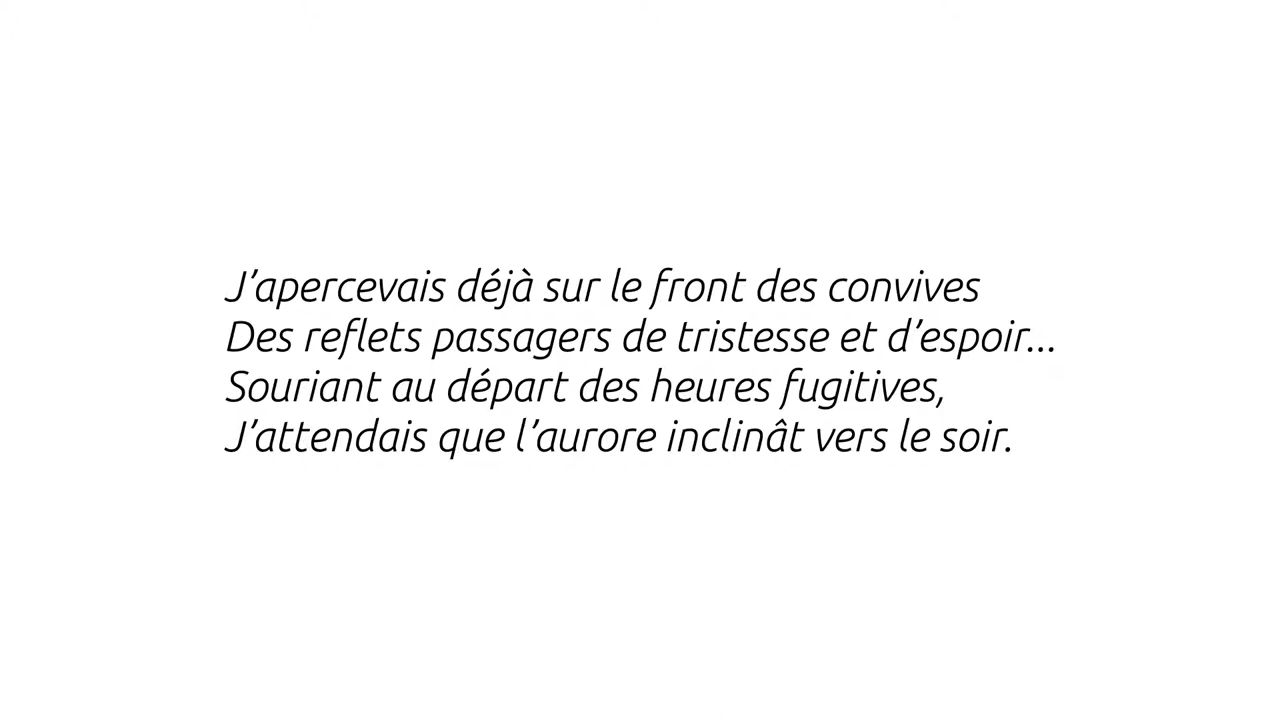 J’apercevais déjà sur le front des convives
Des reflets passagers de tristesse et d’espoir...
Souriant au départ des heures fugitives,
J’attendais que l’aurore inclinât vers le soir.